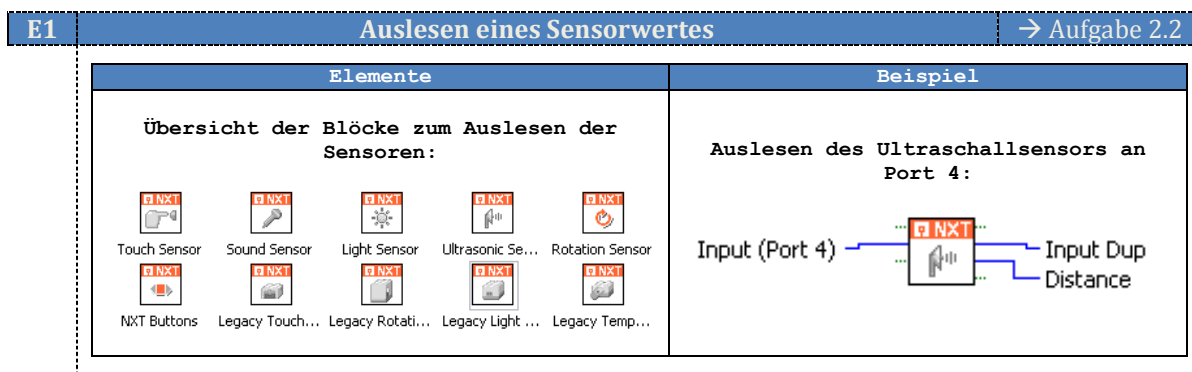 E1 Auslesen eines Sensorwertes → Aufgabe 2.2
Elemente
Übersicht der Blöcke zum Auslesen der
Sensoren:
NXT NXT NXT NXT NXT
Touch Sensor Sound Sensor Light Sensor Ultrasonic Se... Rotation Sensor
NXT NXT NXT NXT NXT
NXT Buttons Legacy Touch... Legacy Rotati... Legacy Light ... Legacy Temp...
Beispiel
Auslesen des Ultraschallsensors an
Port 4:
NXT
Input (Port 4) Input Dup
Distance